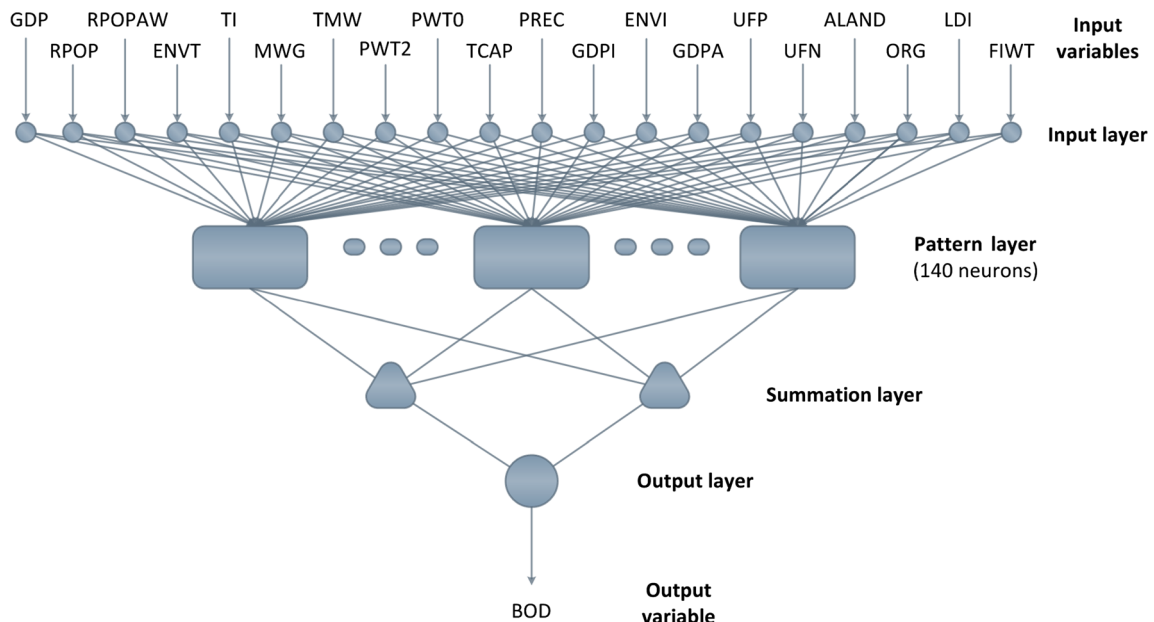 GDP RPOPAW TI TMW PWT0 PREC ENVI UFP ALAND LDI
RPOP ENVT MWG PWT2 TCAP GDPI GDPA UFN ORG FIWT
Input
variables
Input layer
Pattern layer
(140 neurons)
Summation layer
Output layer
BOD
Output
variable